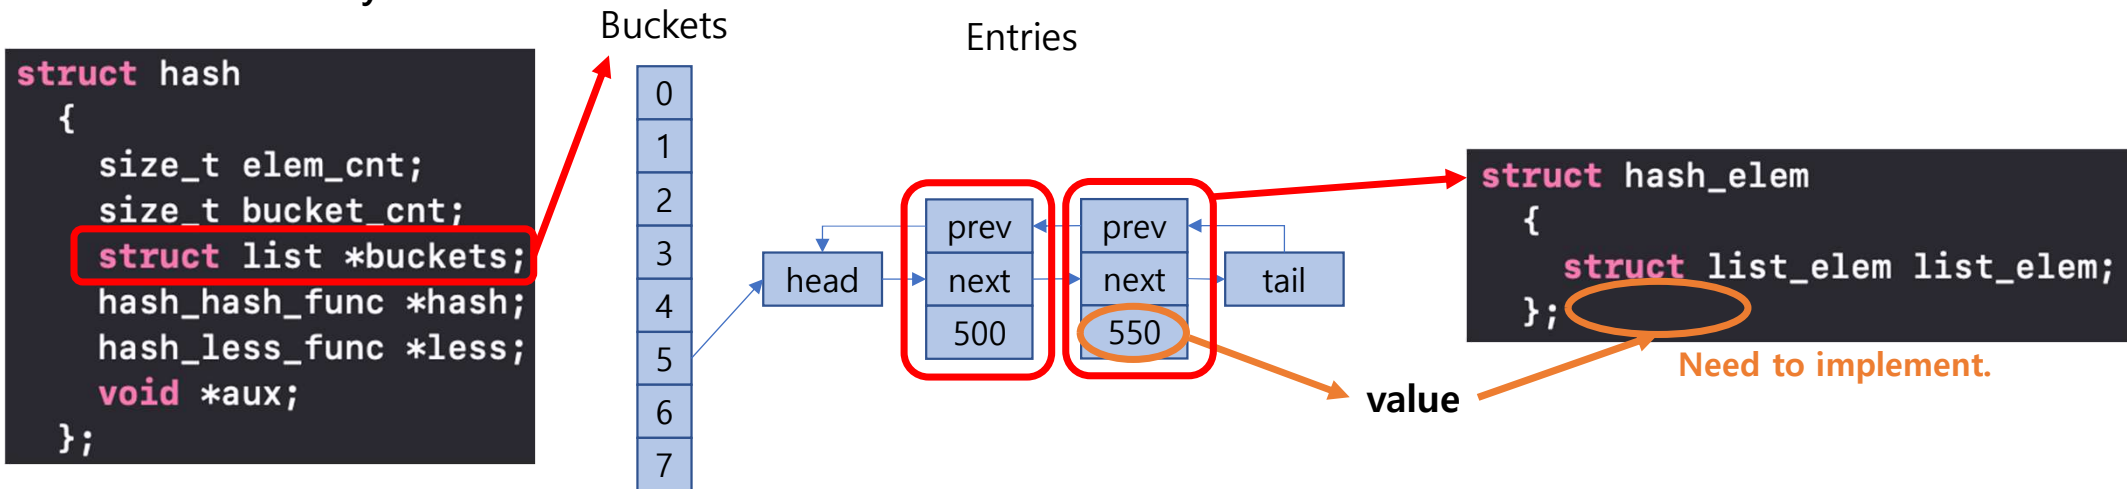 Buckets
Entries
struct hash
{
size_t elem_cnt;
size_t bucket_cnt;
struct list *buckets;
hash_hash_func *hash;
hash_less_func *less;
void *aux;
};
0
1
2
3
4
5
6
7
head
prev
next
500
prev
next
550
tail
value
struct hash_elem
{
struct list_elem list_elem;
};
Need to implement.